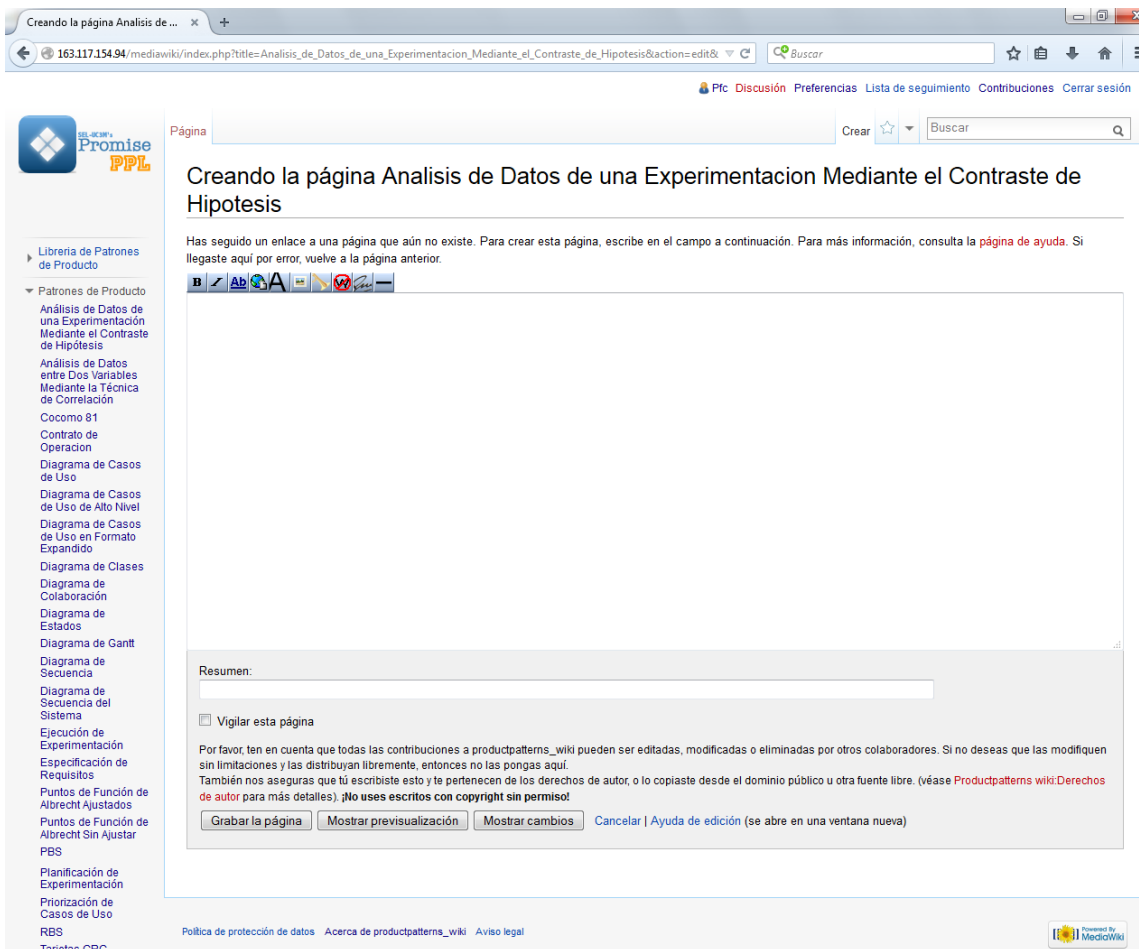 Creando la página Analisis de ...
163.117.154.94/mediawiki/index.php?title=Analisis_de_Datos_de_una_Experimentacion_Mediante_el_Contraste_de_Hipotesis&action=edit&
Buscar
Pfc Discusión Preferencias Lista de seguimiento Contribuciones Cerrar sesión
SEL-UC3M's
Promise
PPL
Página
Crear
Buscar
Creando la página Analisis de Datos de una Experimentacion Mediante el Contraste de
Hipotesis
Has seguido un enlace a una página que aún no existe. Para crear esta página, escribe en el campo a continuación. Para más información, consulta la página de ayuda. Si
llegaste aquí por error, vuelve a la página anterior.
B I Ab A W
Libreria de Patrones
de Producto
Patrones de Producto
Análisis de Datos de
una Experimentación
Mediante el Contraste
de Hipótesis
Análisis de Datos
entre Dos Variables
Mediante la Técnica
de Correlación
Cocomo 81
Contrato de
Operacion
Diagrama de Casos
de Uso
Diagrama de Casos
de Uso de Alto Nivel
Diagrama de Casos
de Uso en Formato
Expandido
Diagrama de Clases
Diagrama de
Colaboración
Diagrama de
Estados
Diagrama de Gantt
Diagrama de
Secuencia
Diagrama de
Secuencia del
Sistema
Ejecución de
Experimentación
Especificación de
Requisitos
Puntos de Función de
Albrecht Ajustados
Puntos de Función de
Albrecht Sin Ajustar
PBS
Planificación de
Experimentación
Priorización de
Casos de Uso
RBS
Tarjetas CRC
Resumen:
Vigilar esta página
Por favor, ten en cuenta que todas las contribuciones a productpatterns_wiki pueden ser editadas, modificadas o eliminadas por otros colaboradores. Si no deseas que las modifiquen
sin limitaciones y las distribuyan libremente, entonces no las pongas aquí.
También nos aseguras que tú escribiste esto y te pertenecen de los derechos de autor, o lo copiaste desde el dominio público u otra fuente libre. (véase Productpatterns wiki:Derechos
de autor para más detalles). ¡No uses escritos con copyright sin permiso!
Grabar la página Mostrar previsualización Mostrar cambios Cancelar | Ayuda de edición (se abre en una ventana nueva)
Política de protección de datos Acerca de productpatterns_wiki Aviso legal
Powered By
MediaWiki